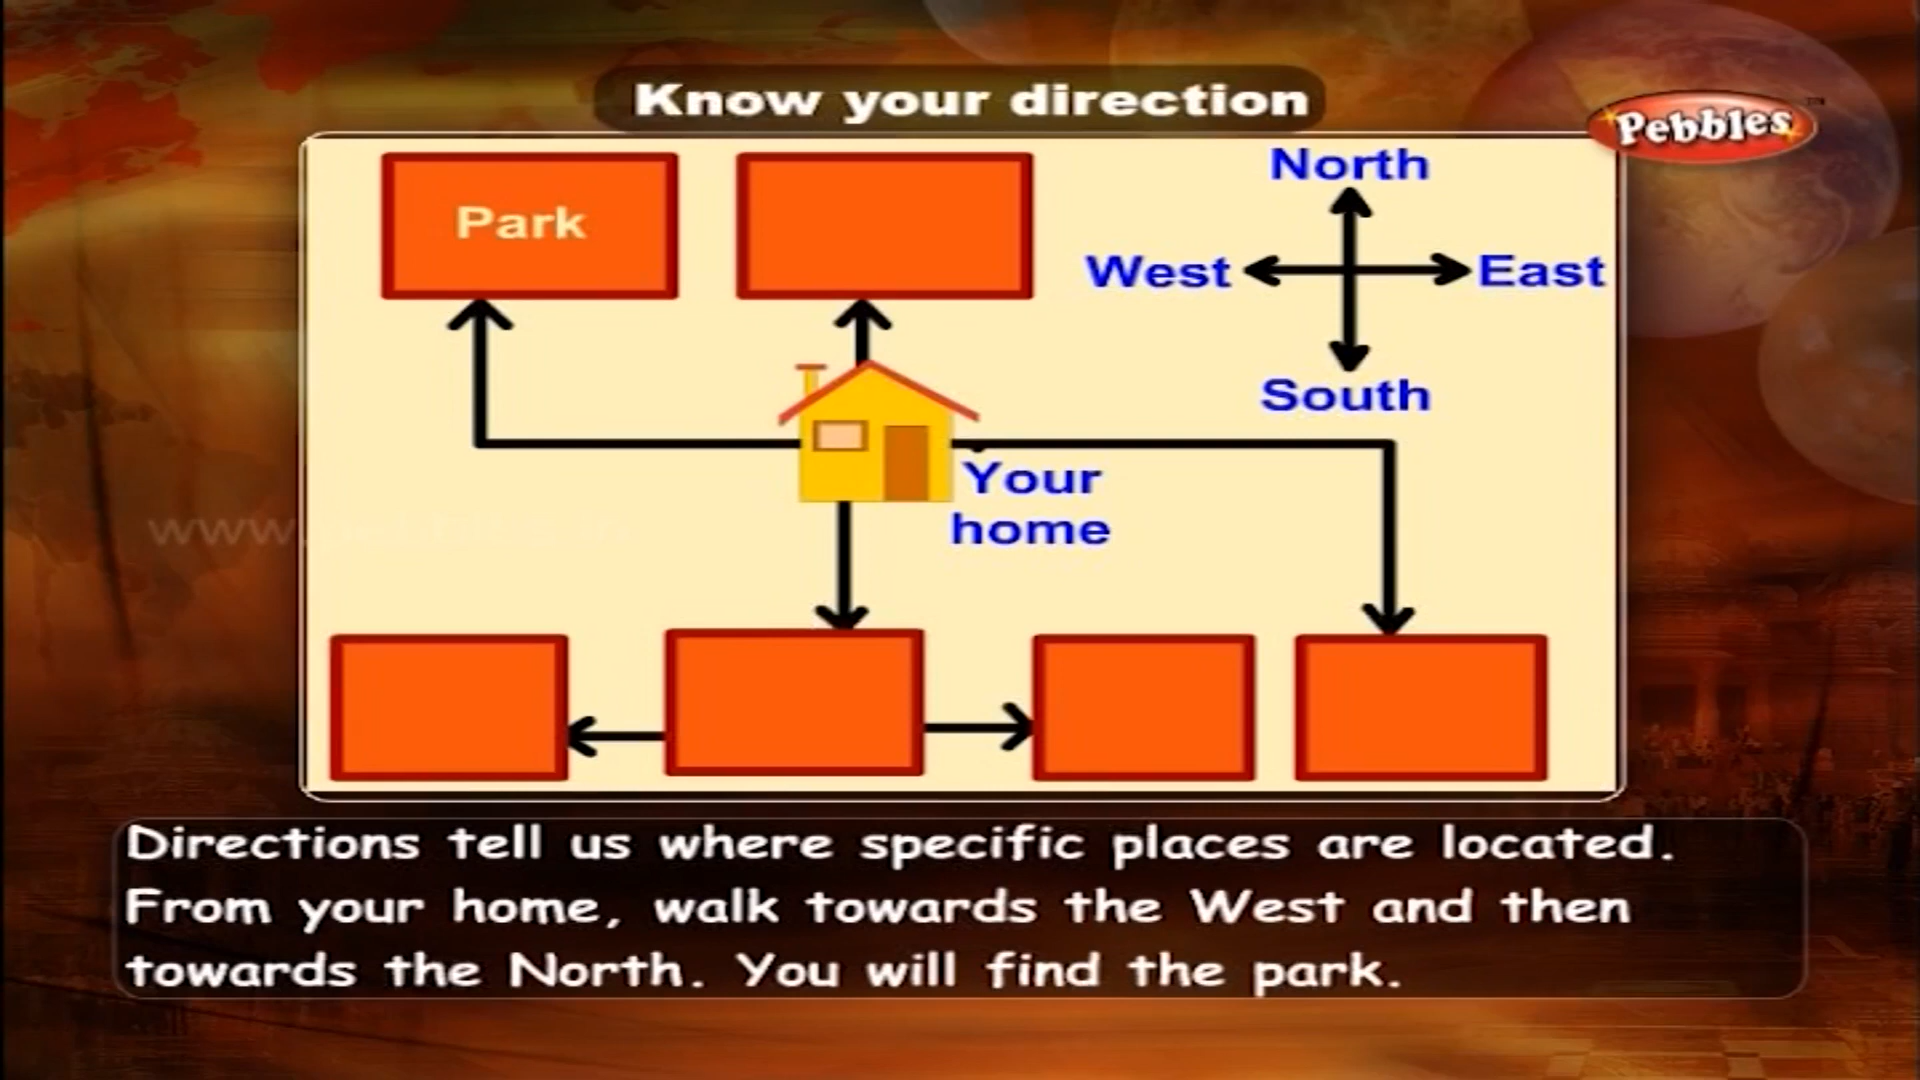 Know your direction
Pebbles
Park
North
West
East
South
Your
home
www.
Directions tell us where specific places are located.
From your home, walk towards the West and then
towards the North. You will find the park.